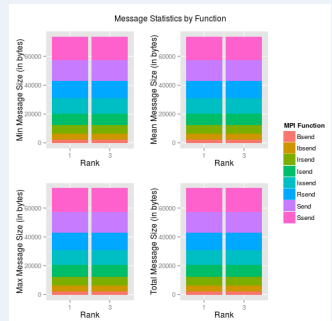 Message Statistics by Function
Min Message Size (in bytes)
60000
40000
20000
0
1
3
Rank
Mean Message Size (in bytes)
60000
40000
20000
0
1
3
Rank
Max Message Size (in bytes)
60000
40000
20000
0
1
3
Rank
Total Message Size (in bytes)
60000
40000
20000
0
1
3
Rank
MPI Function
Bsend
Ibsend
Irsend
Isend
Issend
Rsend
Send
Ssend